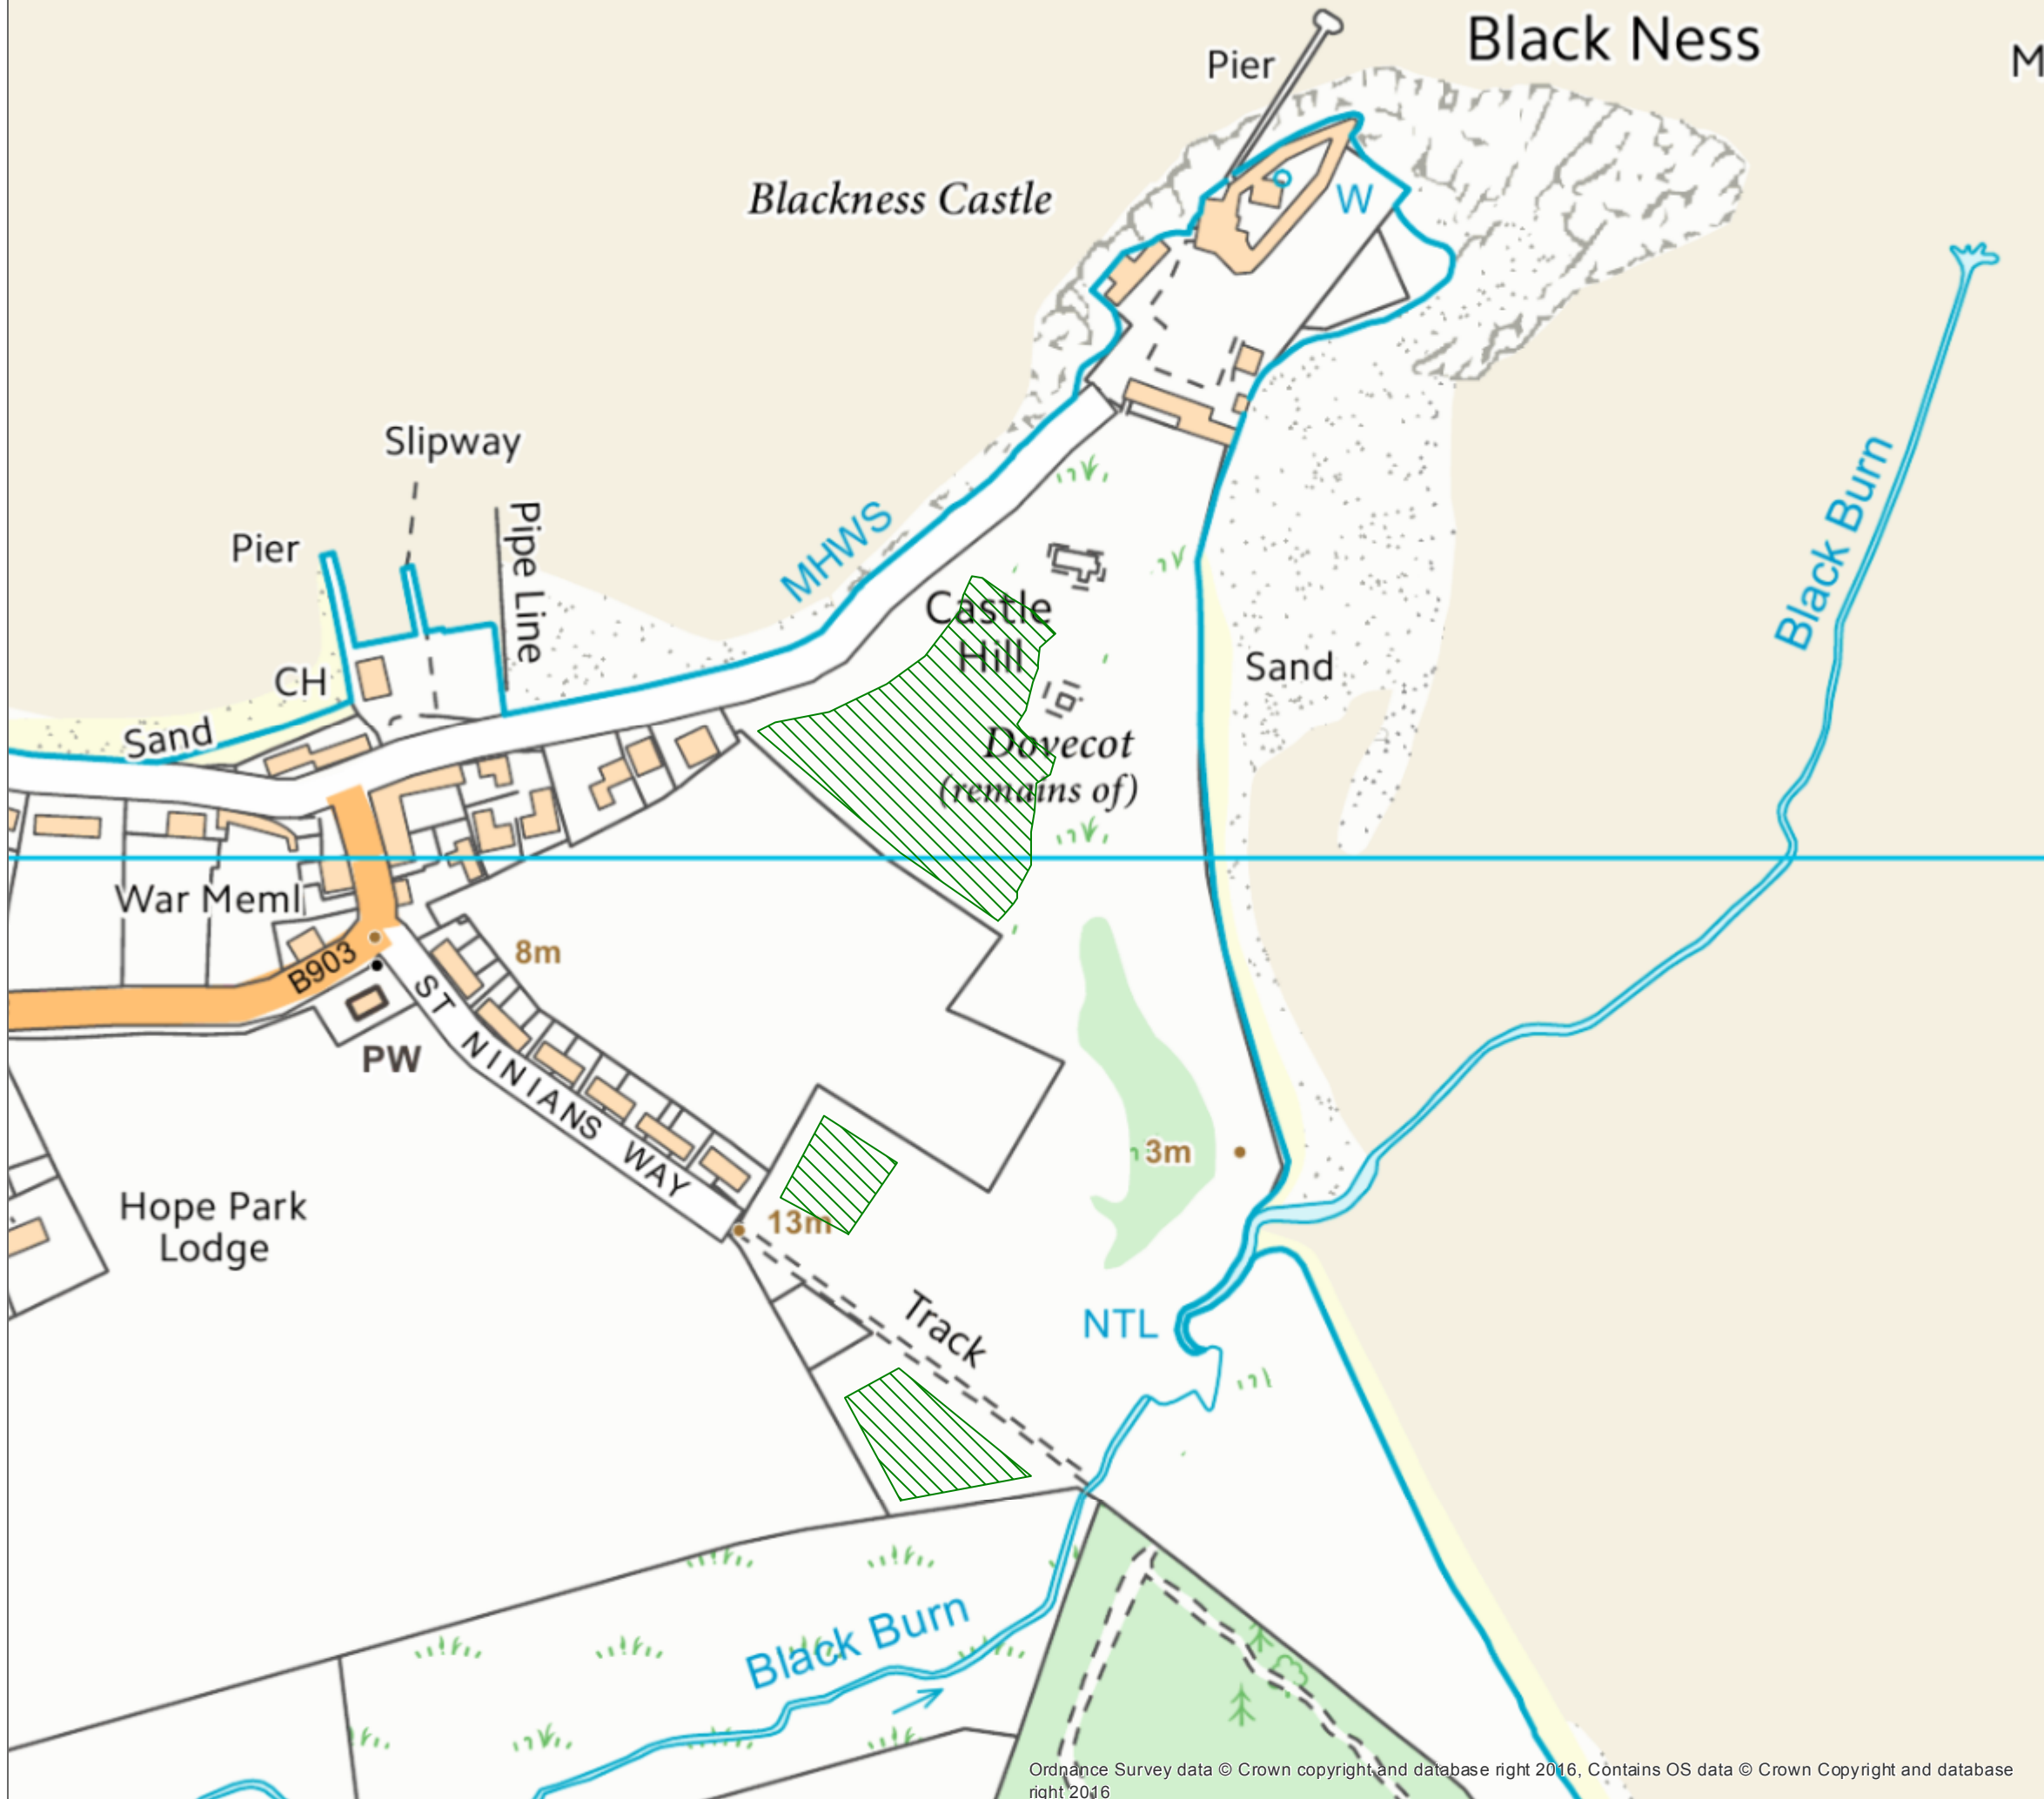 Black Ness
M
Pier
Blackness Castle
W
Slipway
Pipe Line
Pier
MHWS
Black Burn
Castle
Hill
CH
Sand
Sand
Dovecot
(remains of)
War Meml
8m
B903
ST NINIANS WAY
PW
3m
Hope Park
Lodge
13m
Track
NTL
Black Burn
Ordnance Survey data © Crown copyright and database right 2016, Contains OS data © Crown Copyright and database
right 2016